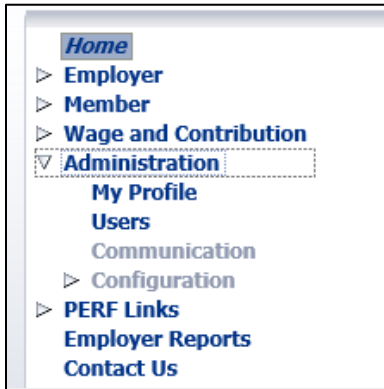 Home
Employer
Member
Wage and Contribution
Administration
My Profile
Users
Communication
Configuration
PERF Links
Employer Reports
Contact Us